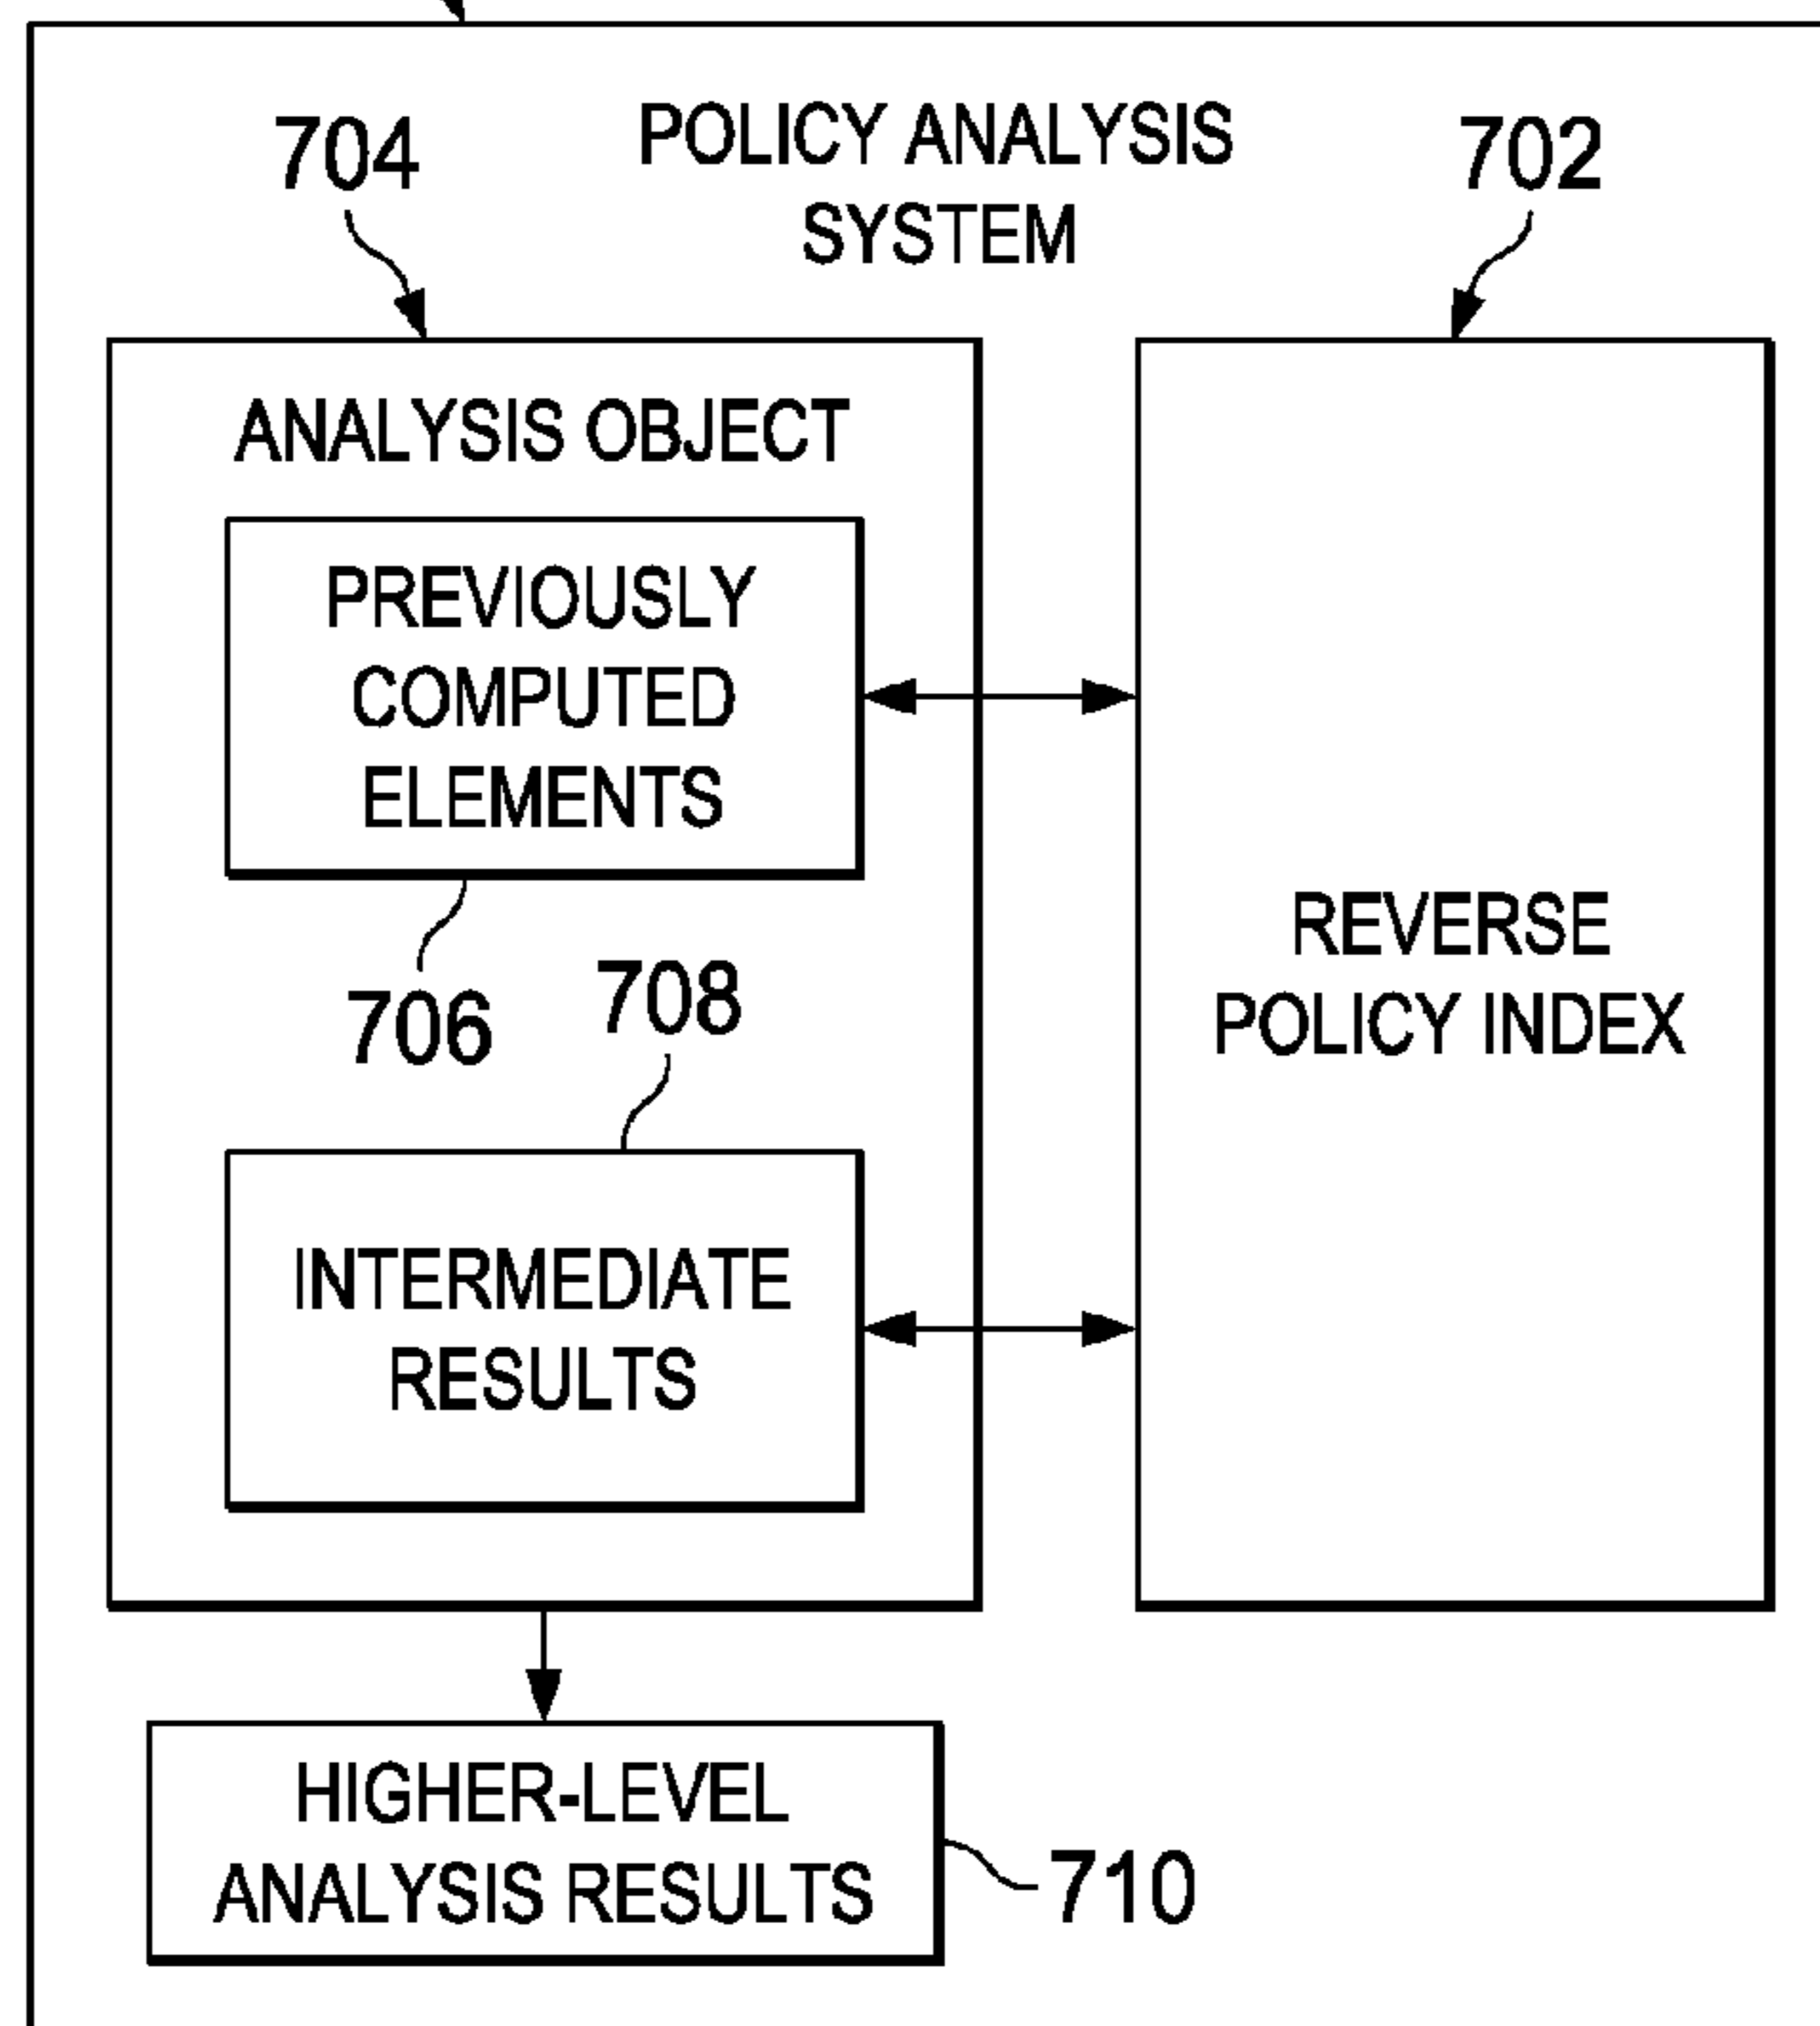 POLICY ANALYSIS
SYSTEM
704
702
ANALYSIS OBJECT
PREVIOUSLY
COMPUTED
ELEMENTS
706
708
INTERMEDIATE
RESULTS
REVERSE
POLICY INDEX
HIGHER-LEVEL
ANALYSIS RESULTS
710